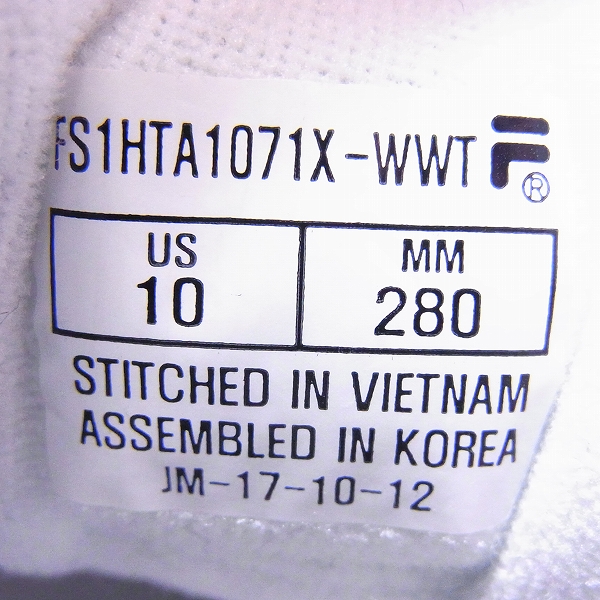 FS1HTA1071X-WWT F®
US MM
10 280
STITCHED IN VIETNAM
ASSEMBLED IN KOREA
JM-17-10-12